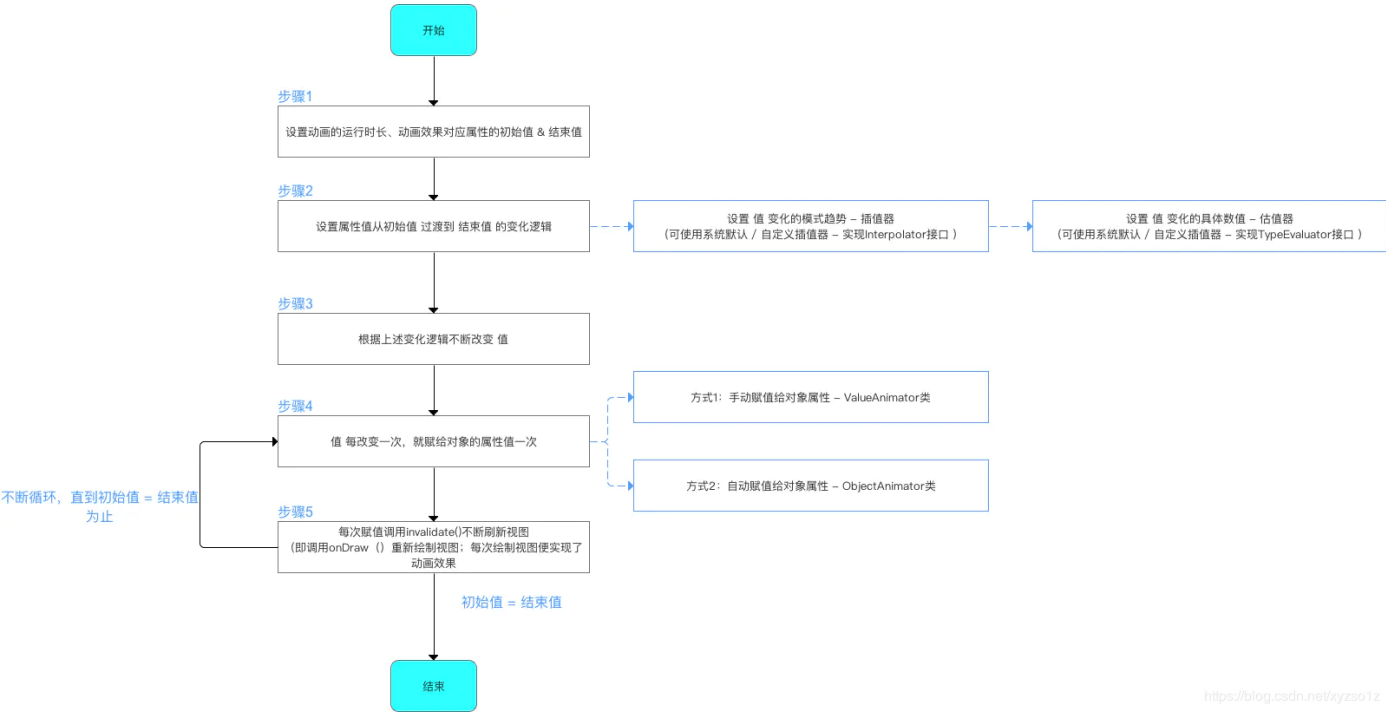 开始
步骤1
设置动画的运行时长、动画效果对应属性的初始值 & 结束值
步骤2
设置属性值从初始值 过渡到 结束值 的变化逻辑
设置 值 变化的模式趋势 – 插值器
（可使用系统默认 / 自定义插值器 – 实现Interpolator接口 ）
设置 值 变化的具体数值 – 估值器
（可使用系统默认 / 自定义插值器 – 实现TypeEvaluator接口 ）
步骤3
根据上述变化逻辑不断改变 值
步骤4
值 每改变一次，就赋给对象的属性值一次
方式1：手动赋值给对象属性 – ValueAnimator类
方式2：自动赋值给对象属性 – ObjectAnimator类
不断循环，直到初始值 = 结束值
为止
步骤5
每次赋值调用invalidate()不断刷新视图
（即调用onDraw（）重新绘制视图；每次绘制视图便实现了
动画效果
初始值 = 结束值
结束
https://blog.csdn.net/xyzso1z